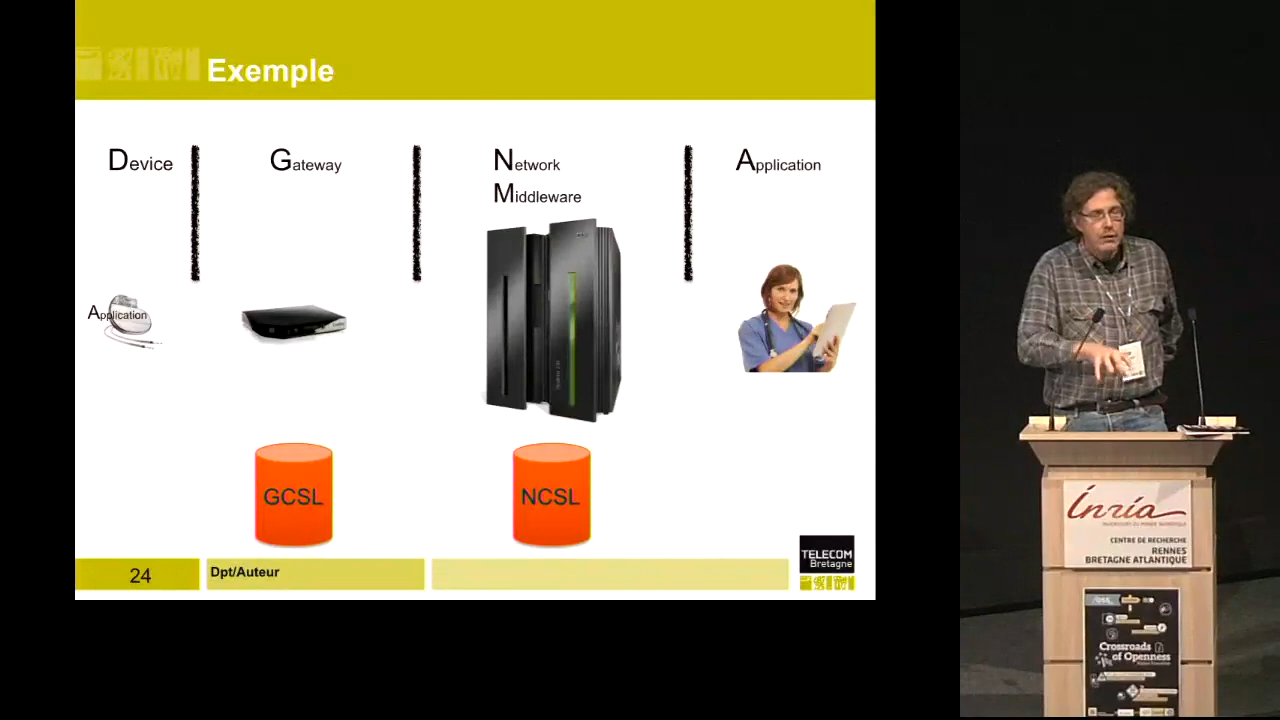 Exemple
Device
Gateway
Network
Middleware
Application
Application
GCSL
NCSL
24
Dpt/Auteur
TELECOM
Bretagne
Inria
CENTRE DE RECHERCHE
RENNES
BRETAGNE ATLANTIQUE
Crossroads
of Openness